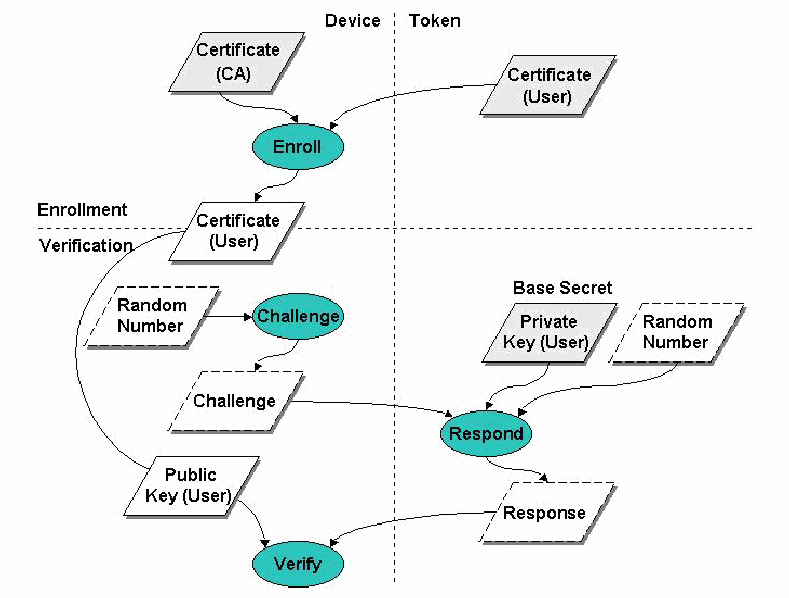 Device
Token
Certificate
(CA)
Certificate
(User)
Enroll
Enrollment
Certificate
(User)
Verification
Random
Number
Challenge
Base Secret
Private
Key (User)
Random
Number
Challenge
Respond
Public
Key (User)
Response
Verify